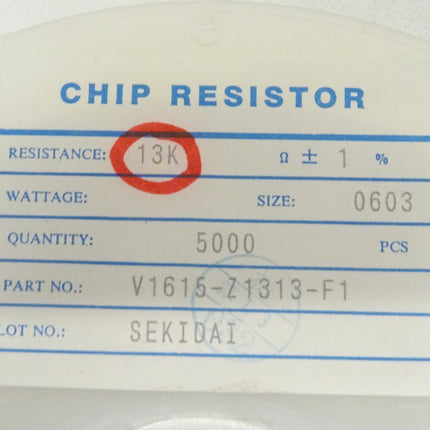 CHIP RESISTOR
RESISTANCE: 13K Ω ± 1 %
WATTAGE: SIZE: 0603
QUANTITY: 5000 PCS
PART NO.: V1615-Z1313-F1
LOT NO.: SEKIDAI